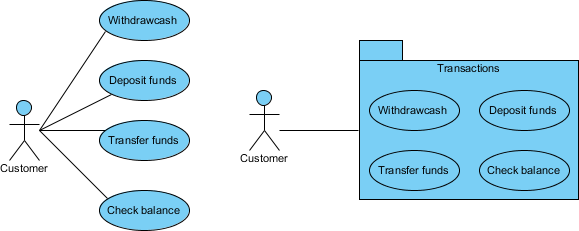 Withdrawcash
Deposit funds
Transfer funds
Check balance
Customer
Transactions
Withdrawcash
Deposit funds
Transfer funds
Check balance
Customer